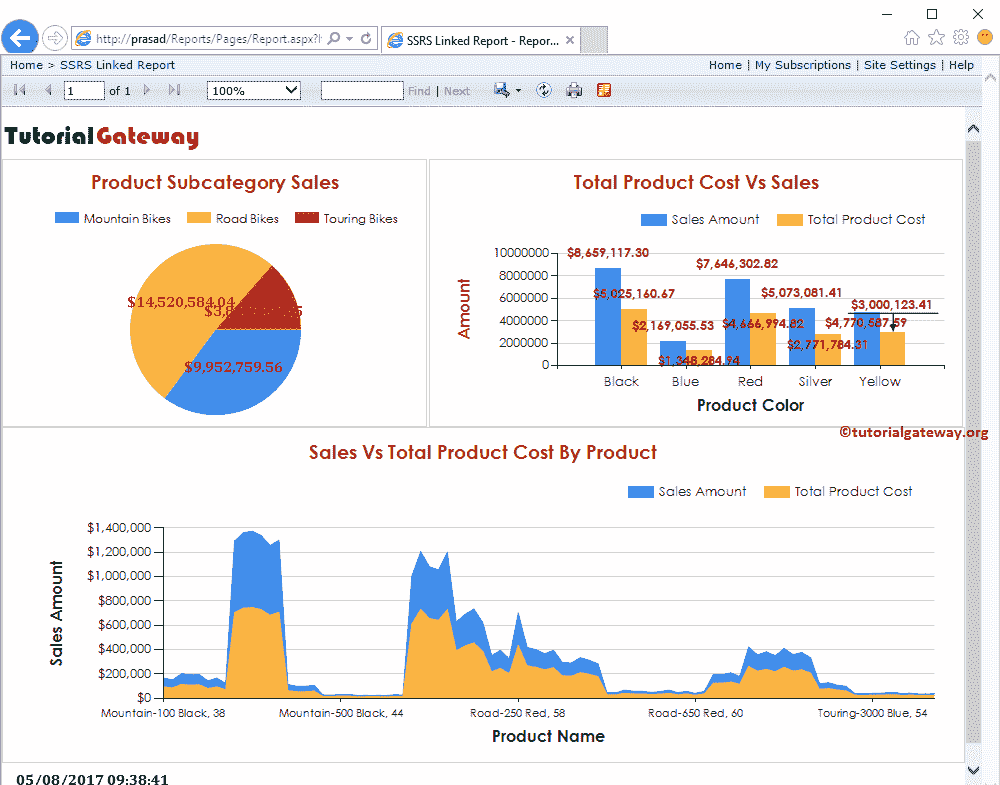 http://prasad/Reports/Pages/Report.aspx?I
SSRS Linked Report - Repor...
Home > SSRS Linked Report
Home | My Subscriptions | Site Settings | Help
1 of 1
100%
Find | Next
TutorialGateway
Product Subcategory Sales
Mountain Bikes Road Bikes Touring Bikes
$14,520,584.04
$9,952,759.56
Total Product Cost Vs Sales
Sales Amount Total Product Cost
Amount
10000000
8000000
6000000
4000000
2000000
0
$8,659,117.30
$5,025,160.67
$2,169,055.53
$1,348,284.94
$7,646,302.82
$4,666,994.82
$5,073,081.41
$2,771,784.31
$4,770,587.59
$3,000,123.41
Black Blue Red Silver Yellow
Product Color
©tutorialgateway.org
Sales Vs Total Product Cost By Product
Sales Amount Total Product Cost
Sales Amount
$1,400,000
$1,200,000
$1,000,000
$800,000
$600,000
$400,000
$200,000
$0
Mountain-100 Black, 38 Mountain-500 Black, 44 Road-250 Red, 58 Road-650 Red, 60 Touring-3000 Blue, 54
Product Name
05/08/2017 09:38:41